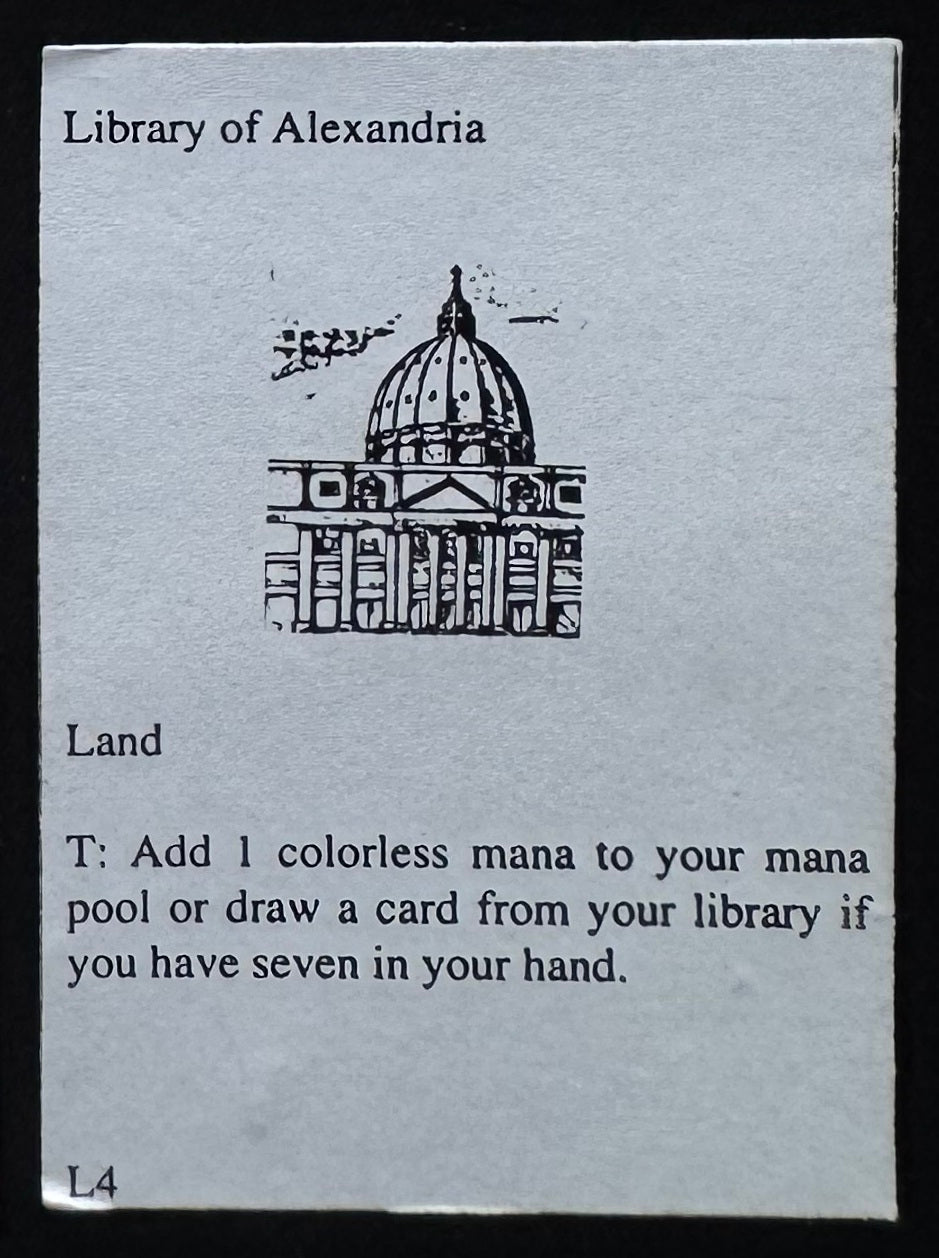 Library of Alexandria
Land
T: Add 1 colorless mana to your mana
pool or draw a card from your library if
you have seven in your hand.
L4